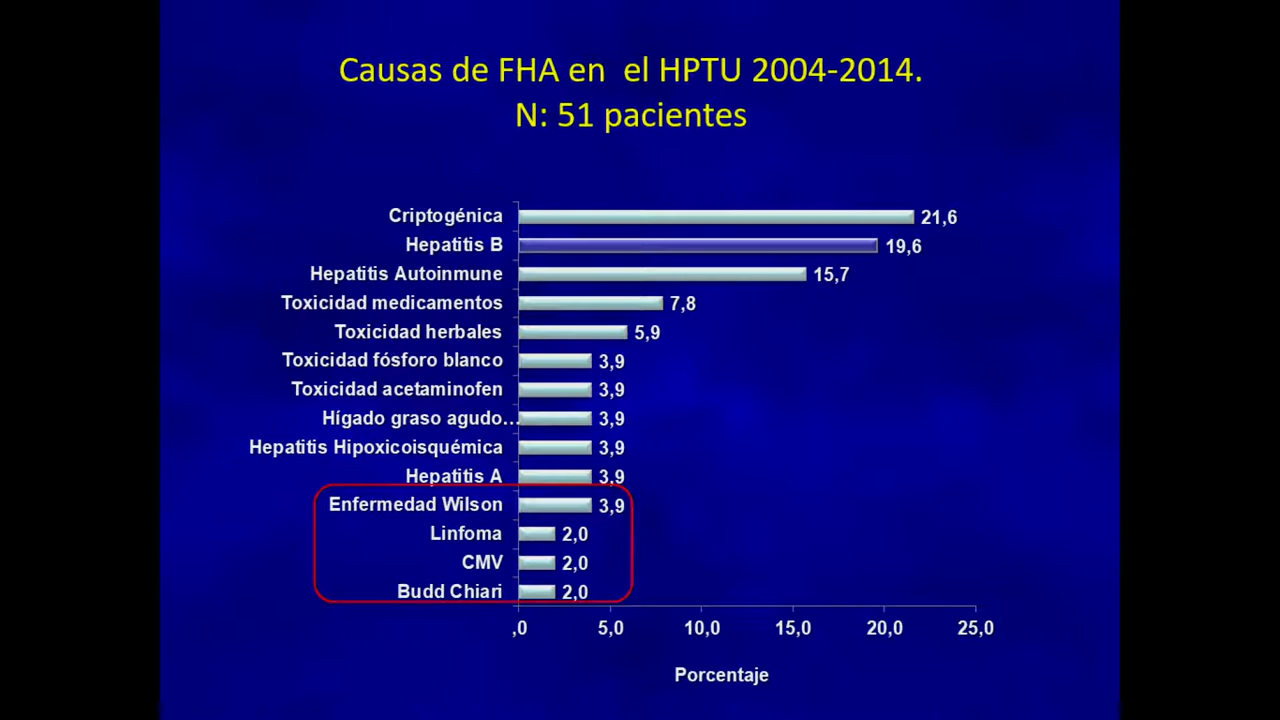 Causas de FHA en el HPTU 2004-2014.
N: 51 pacientes
Criptogénica 21,6
Hepatitis B 19,6
Hepatitis Autoinmune 15,7
Toxicidad medicamentos 7,8
Toxicidad herbales 5,9
Toxicidad fósforo blanco 3,9
Toxicidad acetaminofen 3,9
Hígado graso agudo… 3,9
Hepatitis Hipoxicoisquémica 3,9
Hepatitis A 3,9
Enfermedad Wilson 3,9
Linfoma 2,0
CMV 2,0
Budd Chiari 2,0
,0 5,0 10,0 15,0 20,0 25,0
Porcentaje